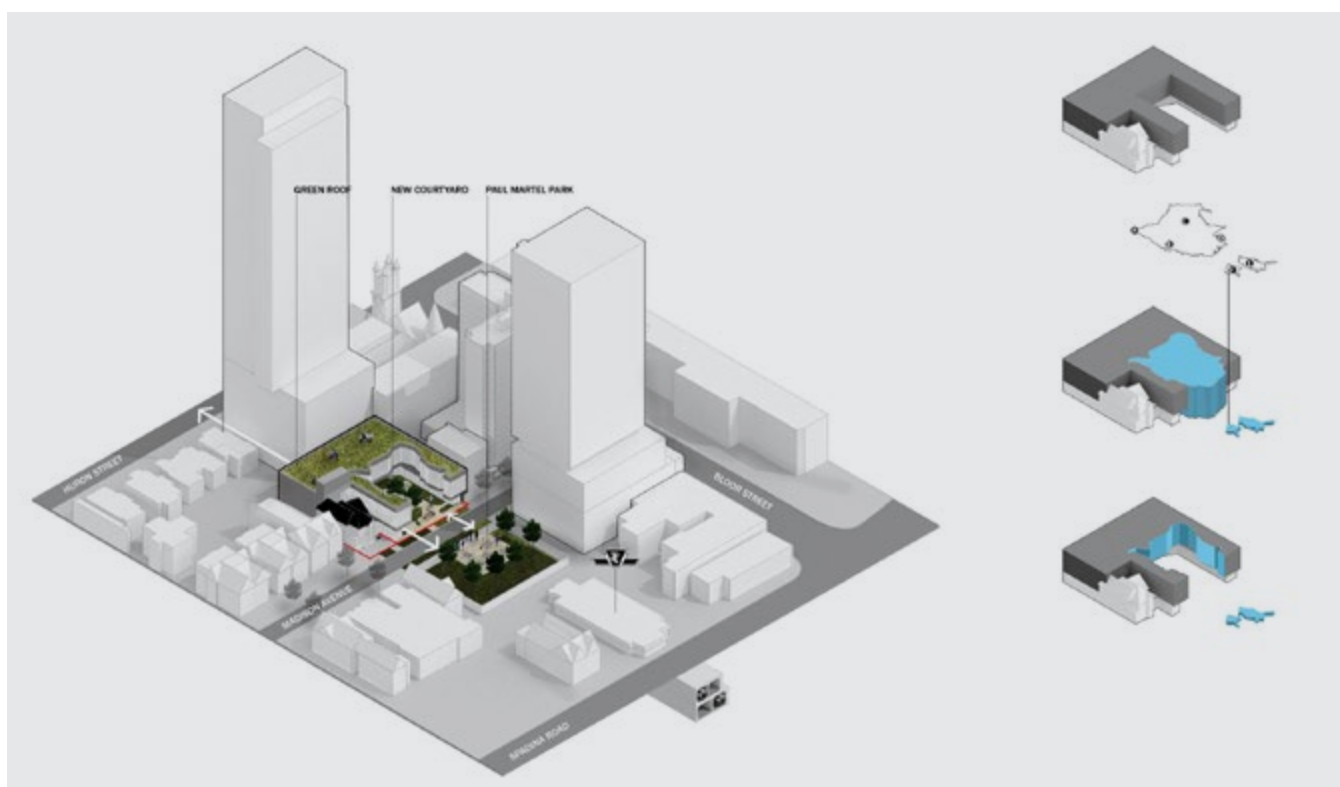 GREEN ROOF
NEW COURTYARD
PAUL MARTEL PARK
HURON STREET
BLOOR STREET
MADISON AVENUE
SPADINA ROAD